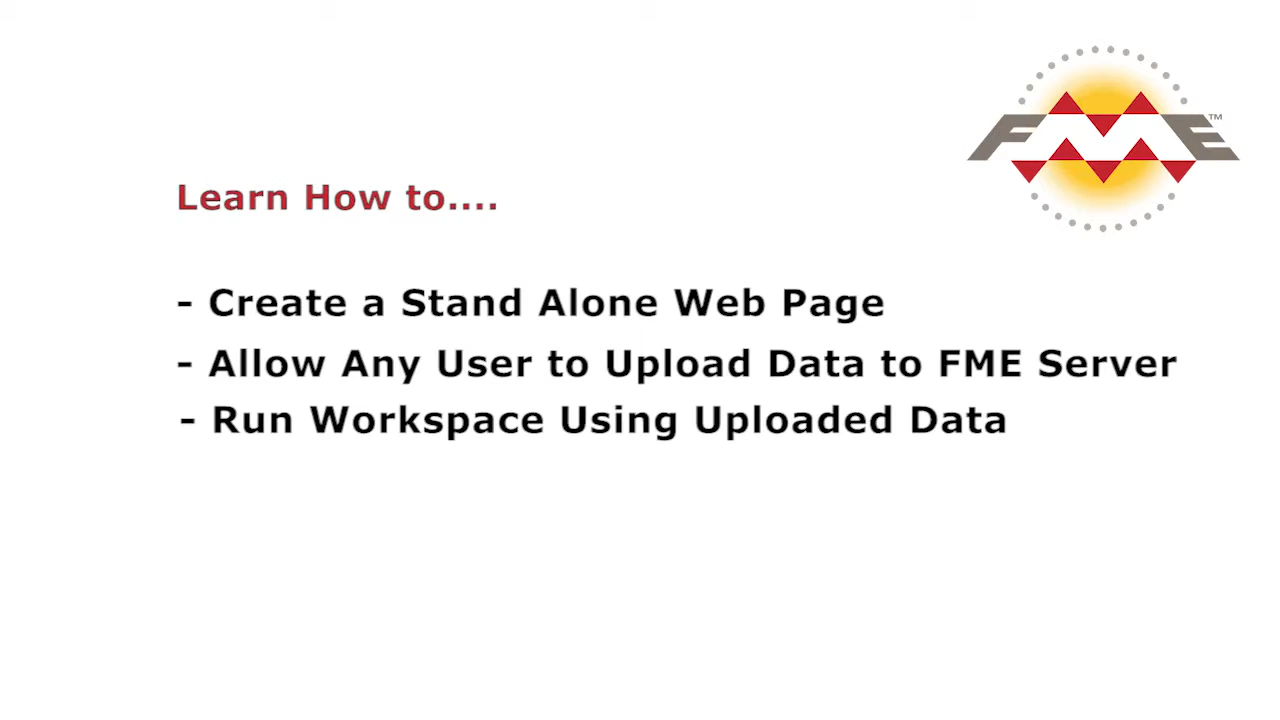 FME™
Learn How to....
- Create a Stand Alone Web Page
- Allow Any User to Upload Data to FME Server
- Run Workspace Using Uploaded Data